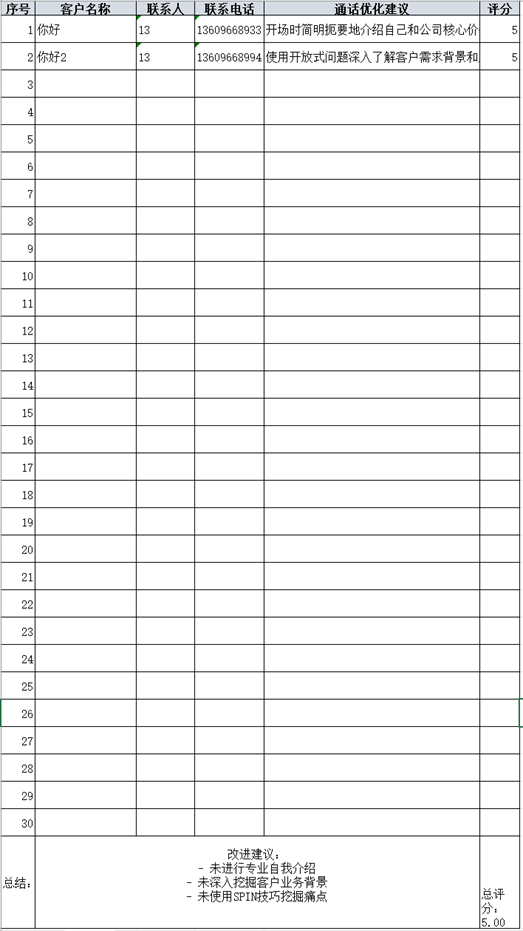 序号 客户名称 联系人 联系电话 通话优化建议 评分
1 你好 13 13609668933 开场时简明扼要地介绍自己和公司核心价 5
2 你好2 13 13609668994 使用开放式问题深入了解客户需求背景和 5
3
4
5
6
7
8
9
10
11
12
13
14
15
16
17
18
19
20
21
22
23
24
25
26
27
28
29
30
总结:
改进建议:
- 未进行专业自我介绍
- 未深入挖掘客户业务背景
- 未使用SPIN技巧挖掘痛点
总评
分:
5.00